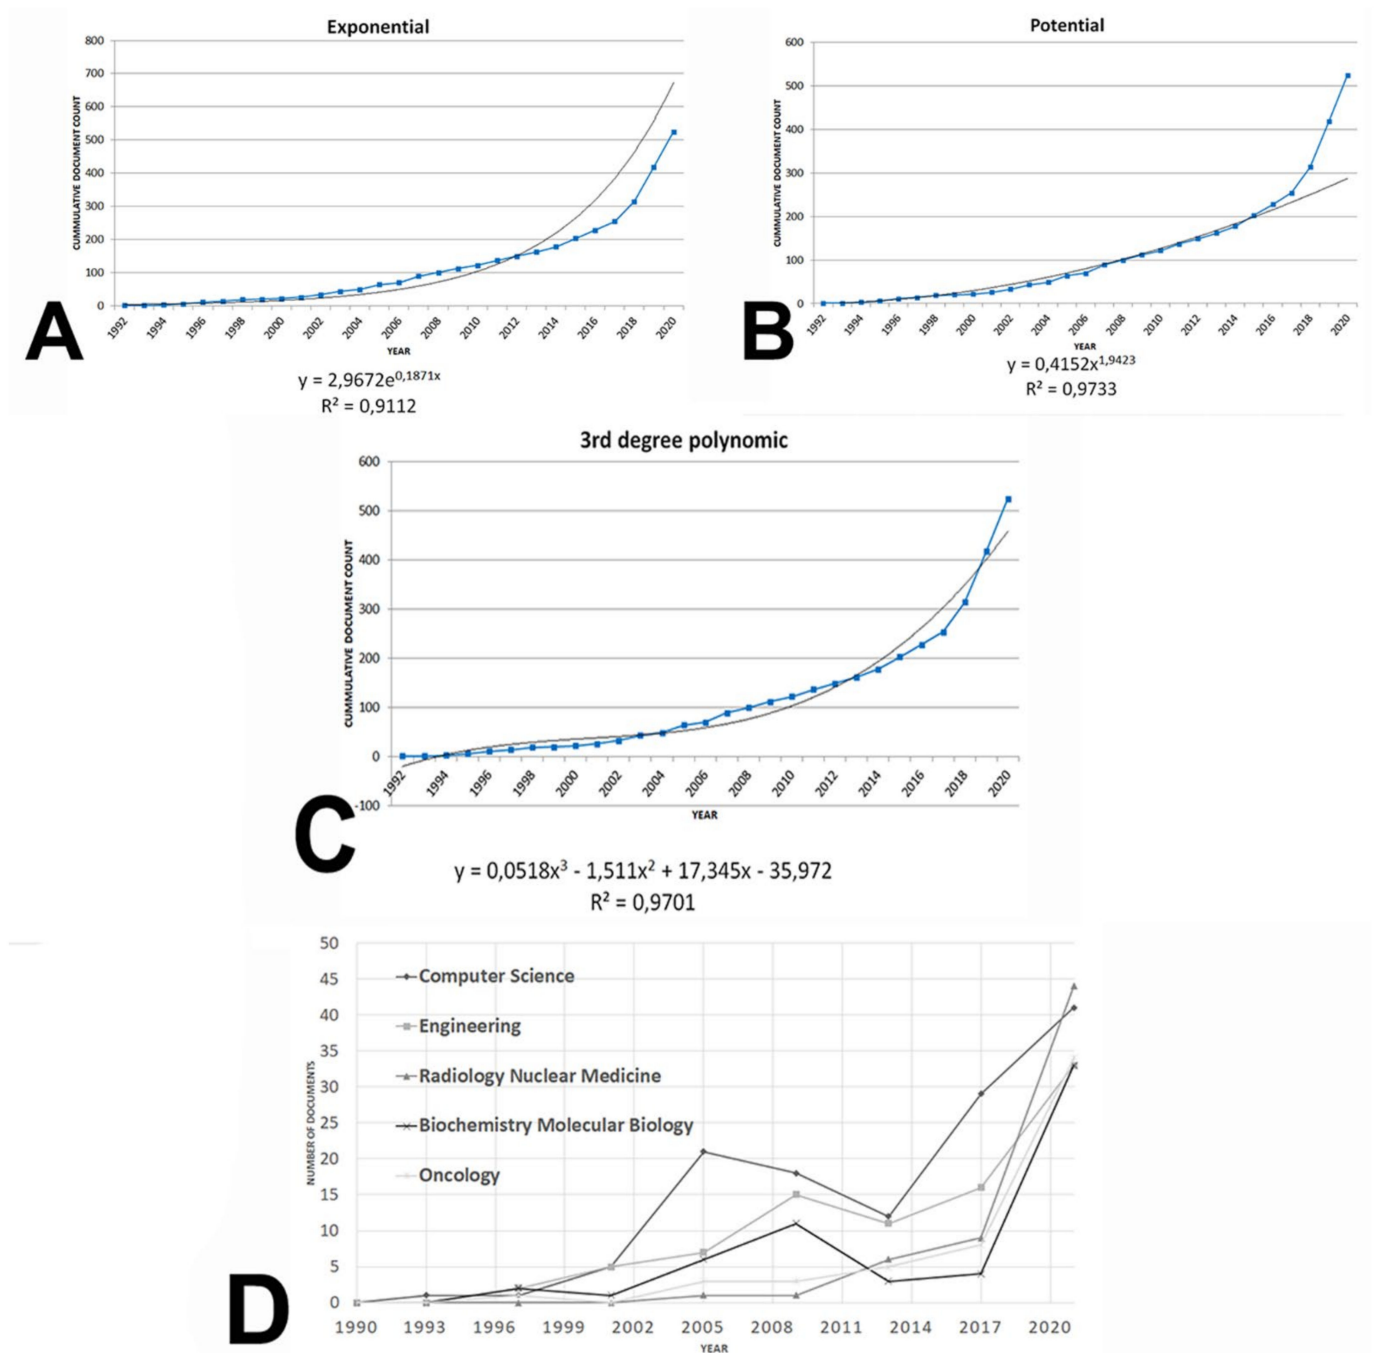 Exponential
800
700
600
500
400
300
200
100
0
CUMMULATIVE DOCUMENT COUNT
1992 1994 1996 1998 2000 2002 2004 2006 2008 2010 2012 2014 2016 2018 2020
YEAR
A
y = 2,9672e^0,1871x
R² = 0,9112
Potential
600
500
400
300
200
100
0
CUMMULATIVE DOCUMENT COUNT
1992 1994 1996 1998 2000 2002 2004 2006 2008 2010 2012 2014 2016 2018 2020
YEAR
B
y = 0,4152x^1,9423
R² = 0,9733
3rd degree polynomic
600
500
400
300
200
100
0
-100
CUMMULATIVE DOCUMENT COUNT
1992 1994 1996 1998 2000 2002 2004 2006 2008 2010 2012 2014 2016 2018 2020
YEAR
C
y = 0,0518x³ - 1,511x² + 17,345x - 35,972
R² = 0,9701
50
45
40
35
30
25
20
15
10
5
0
NUMBER OF DOCUMENTS
Computer Science
Engineering
Radiology Nuclear Medicine
Biochemistry Molecular Biology
Oncology
1990 1993 1996 1999 2002 2005 2008 2011 2014 2017 2020
YEAR
D